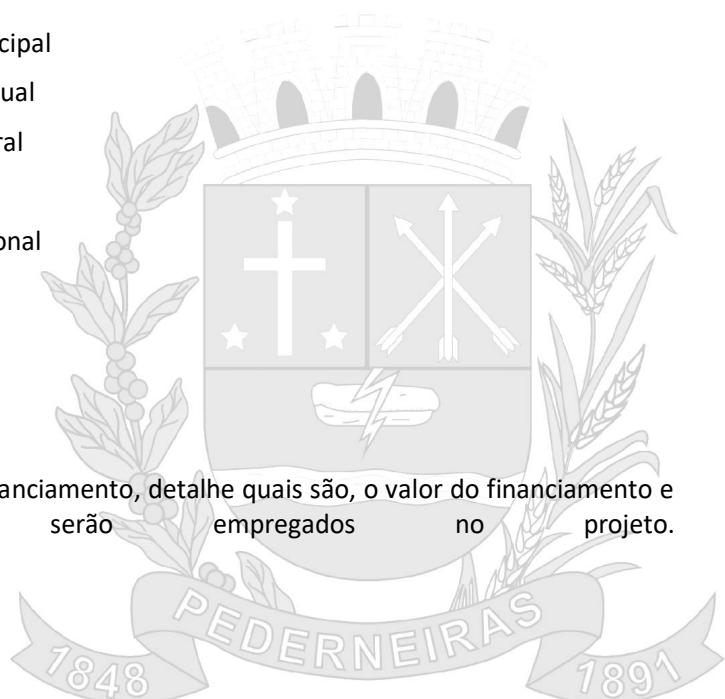 cipal
ual
ral
onal
anciamento, detalhe quais são, o valor do financiamento e
serão empregados no projeto.
PEDERNEIRAS
1848 1891